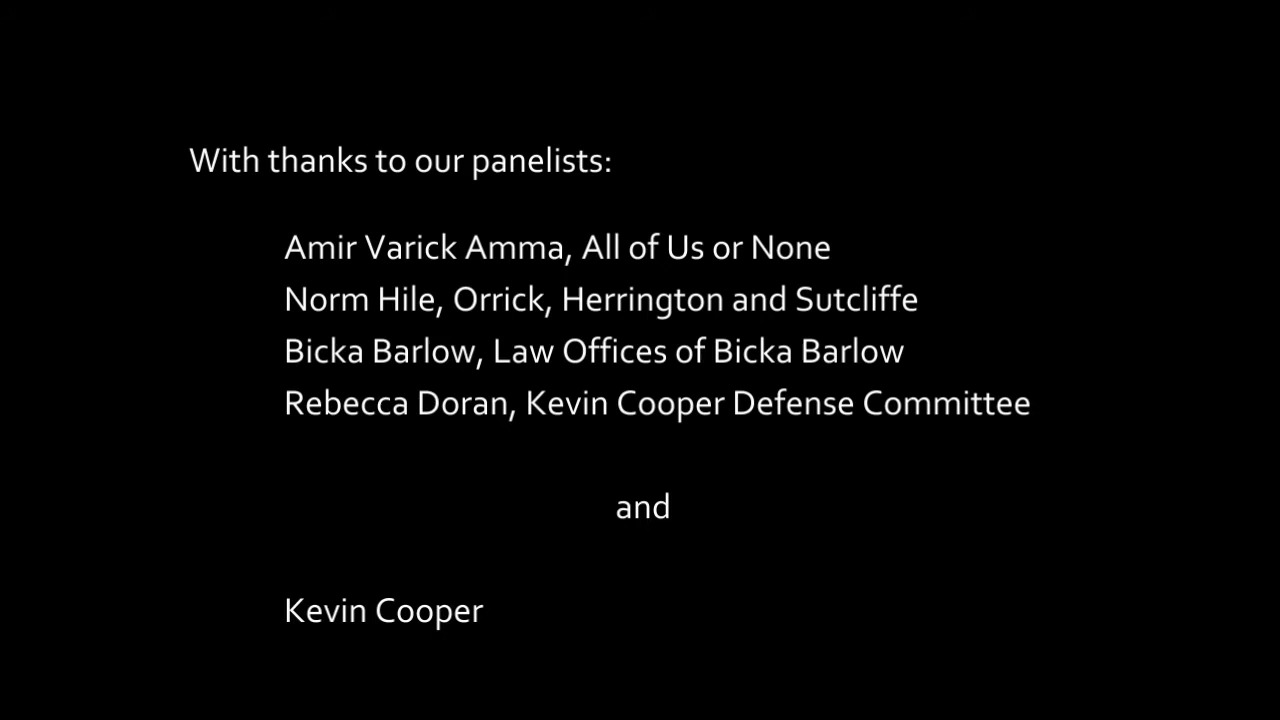 With thanks to our panelists:
Amir Varick Amma, All of Us or None
Norm Hile, Orrick, Herrington and Sutcliffe
Bicka Barlow, Law Offices of Bicka Barlow
Rebecca Doran, Kevin Cooper Defense Committee
and
Kevin Cooper